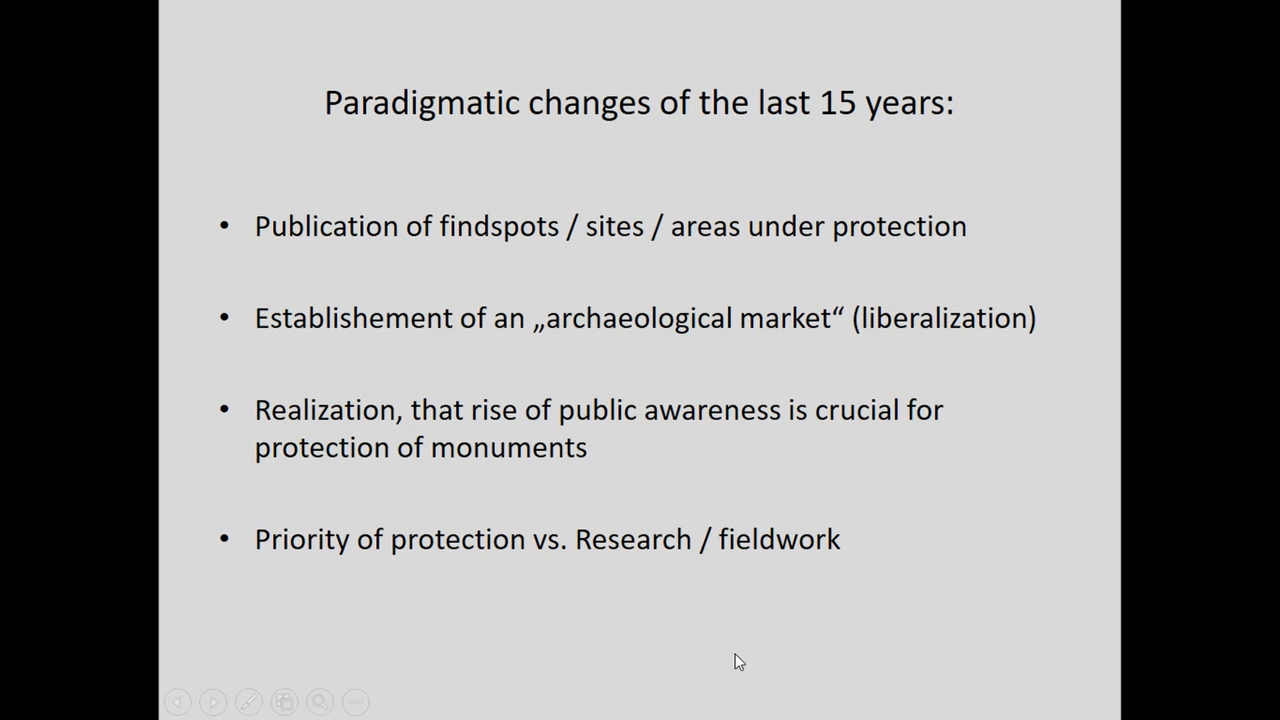 Paradigmatic changes of the last 15 years:
• Publication of findspots / sites / areas under protection
• Establishement of an „archaeological market“ (liberalization)
• Realization, that rise of public awareness is crucial for
protection of monuments
• Priority of protection vs. Research / fieldwork